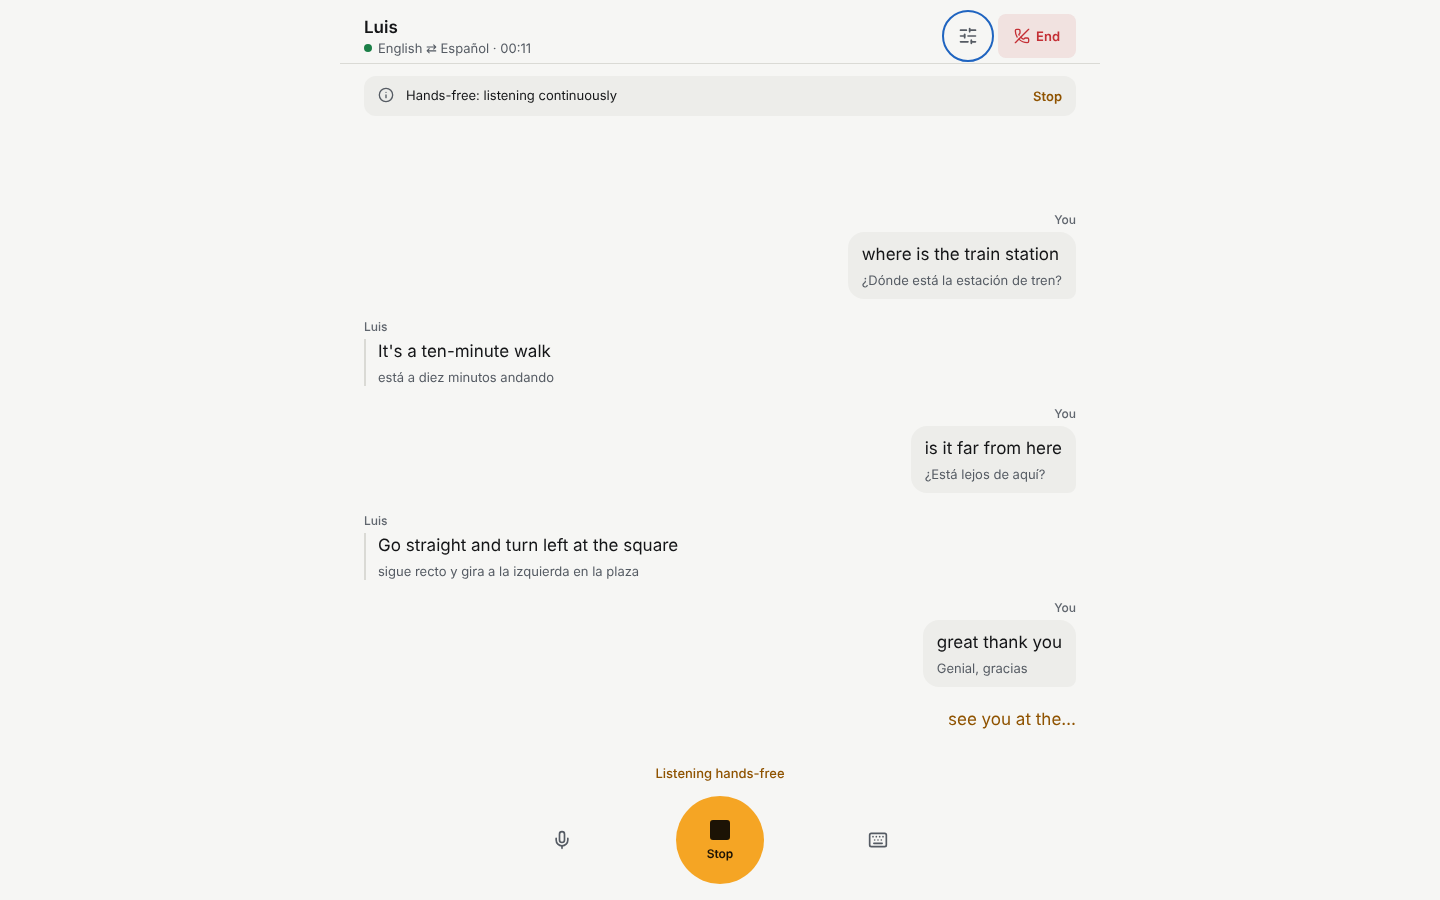 Luis
English ⇄ Español · 00:11
End
Hands-free: listening continuously
Stop
You
where is the train station
¿Dónde está la estación de tren?
Luis
It's a ten-minute walk
está a diez minutos andando
You
is it far from here
¿Está lejos de aquí?
Luis
Go straight and turn left at the square
sigue recto y gira a la izquierda en la plaza
You
great thank you
Genial, gracias
see you at the...
Listening hands-free
Stop